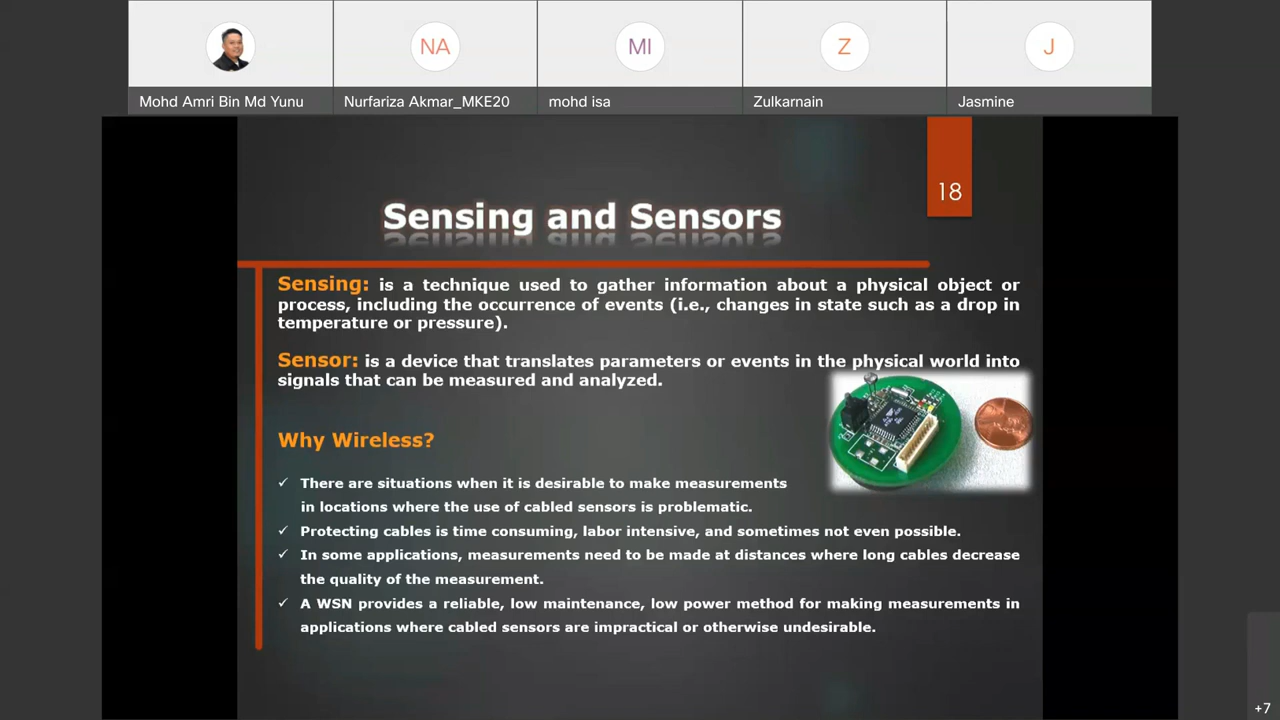 NA
MI
Z
J
Mohd Amri Bin Md Yunu
Nurfariza Akmar_MKE20
mohd isa
Zulkarnain
Jasmine
18
Sensing and Sensors
Sensing: is a technique used to gather information about a physical object or
process, including the occurrence of events (i.e., changes in state such as a drop in
temperature or pressure).
Sensor: is a device that translates parameters or events in the physical world into
signals that can be measured and analyzed.
Why Wireless?
✓ There are situations when it is desirable to make measurements
in locations where the use of cabled sensors is problematic.
✓ Protecting cables is time consuming, labor intensive, and sometimes not even possible.
✓ In some applications, measurements need to be made at distances where long cables decrease
the quality of the measurement.
✓ A WSN provides a reliable, low maintenance, low power method for making measurements in
applications where cabled sensors are impractical or otherwise undesirable.
+7